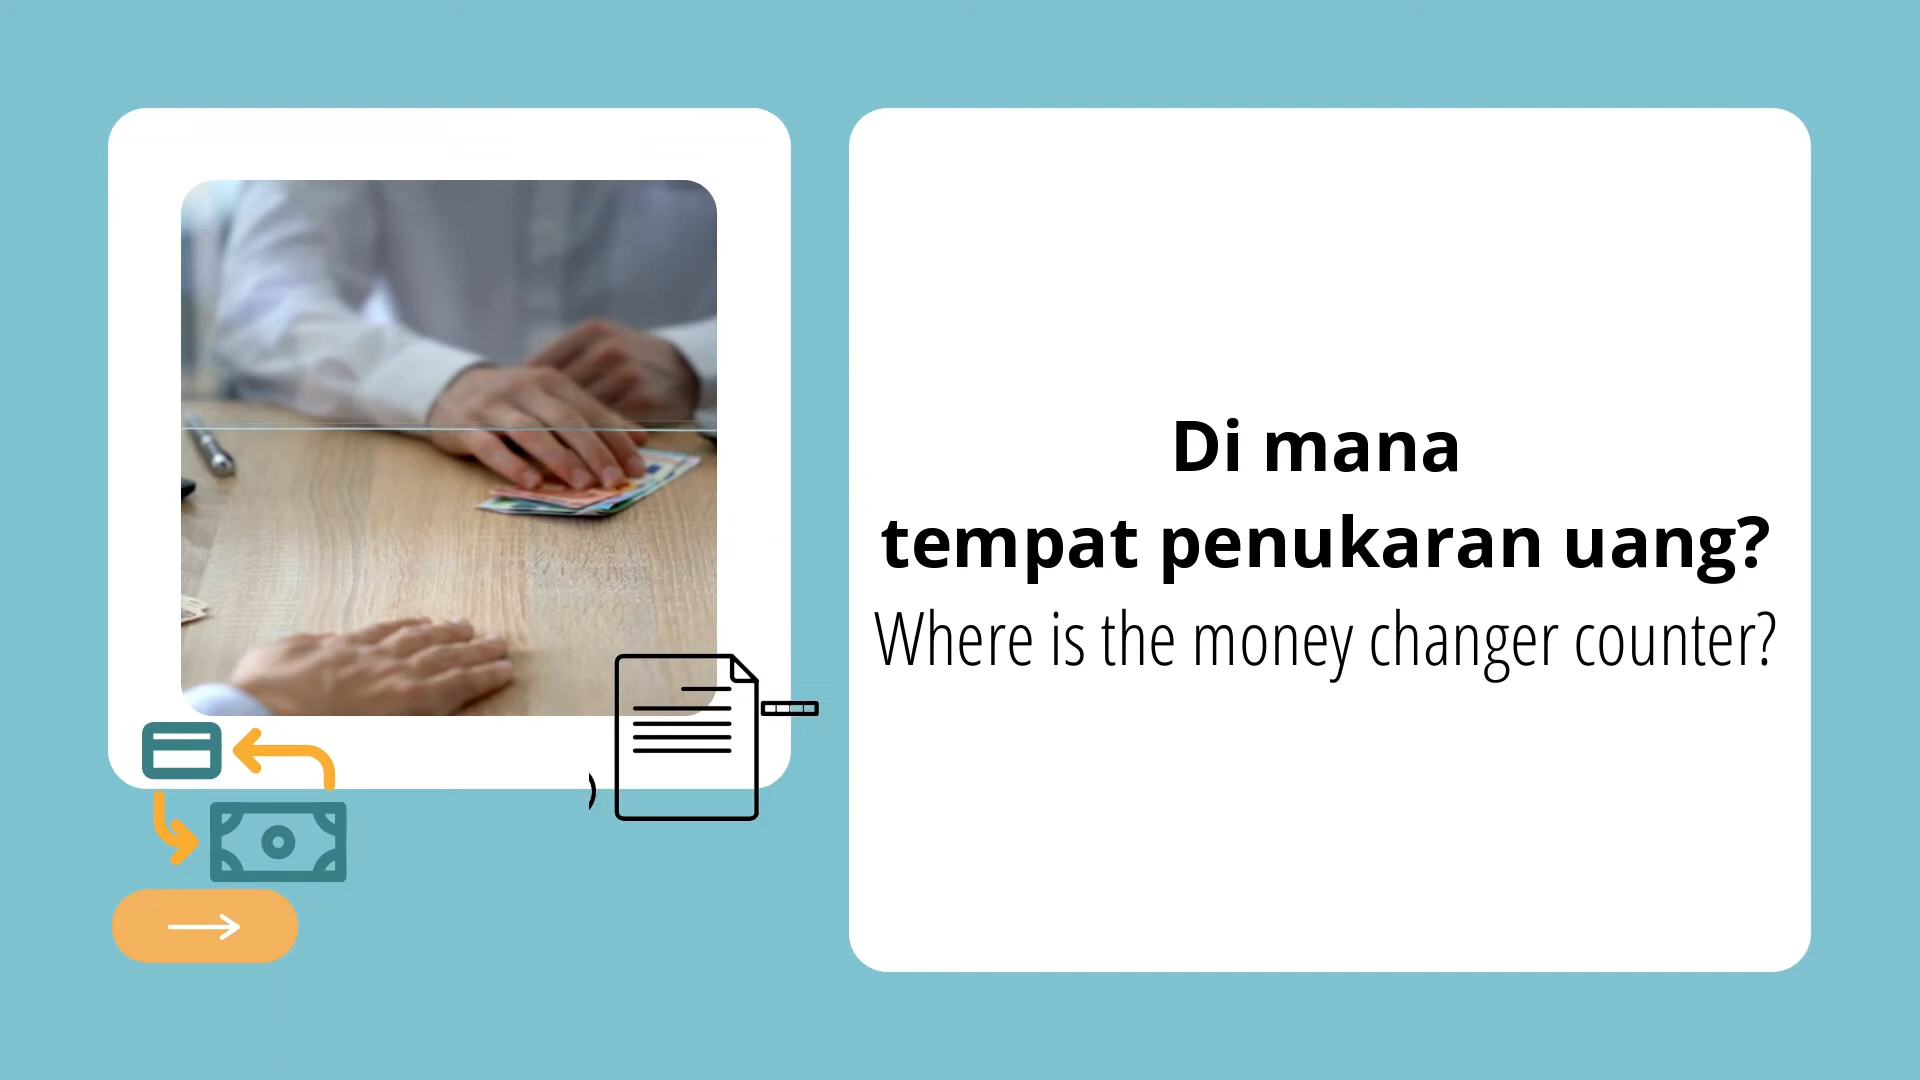 Di mana
tempat penukaran uang?
Where is the money changer counter?